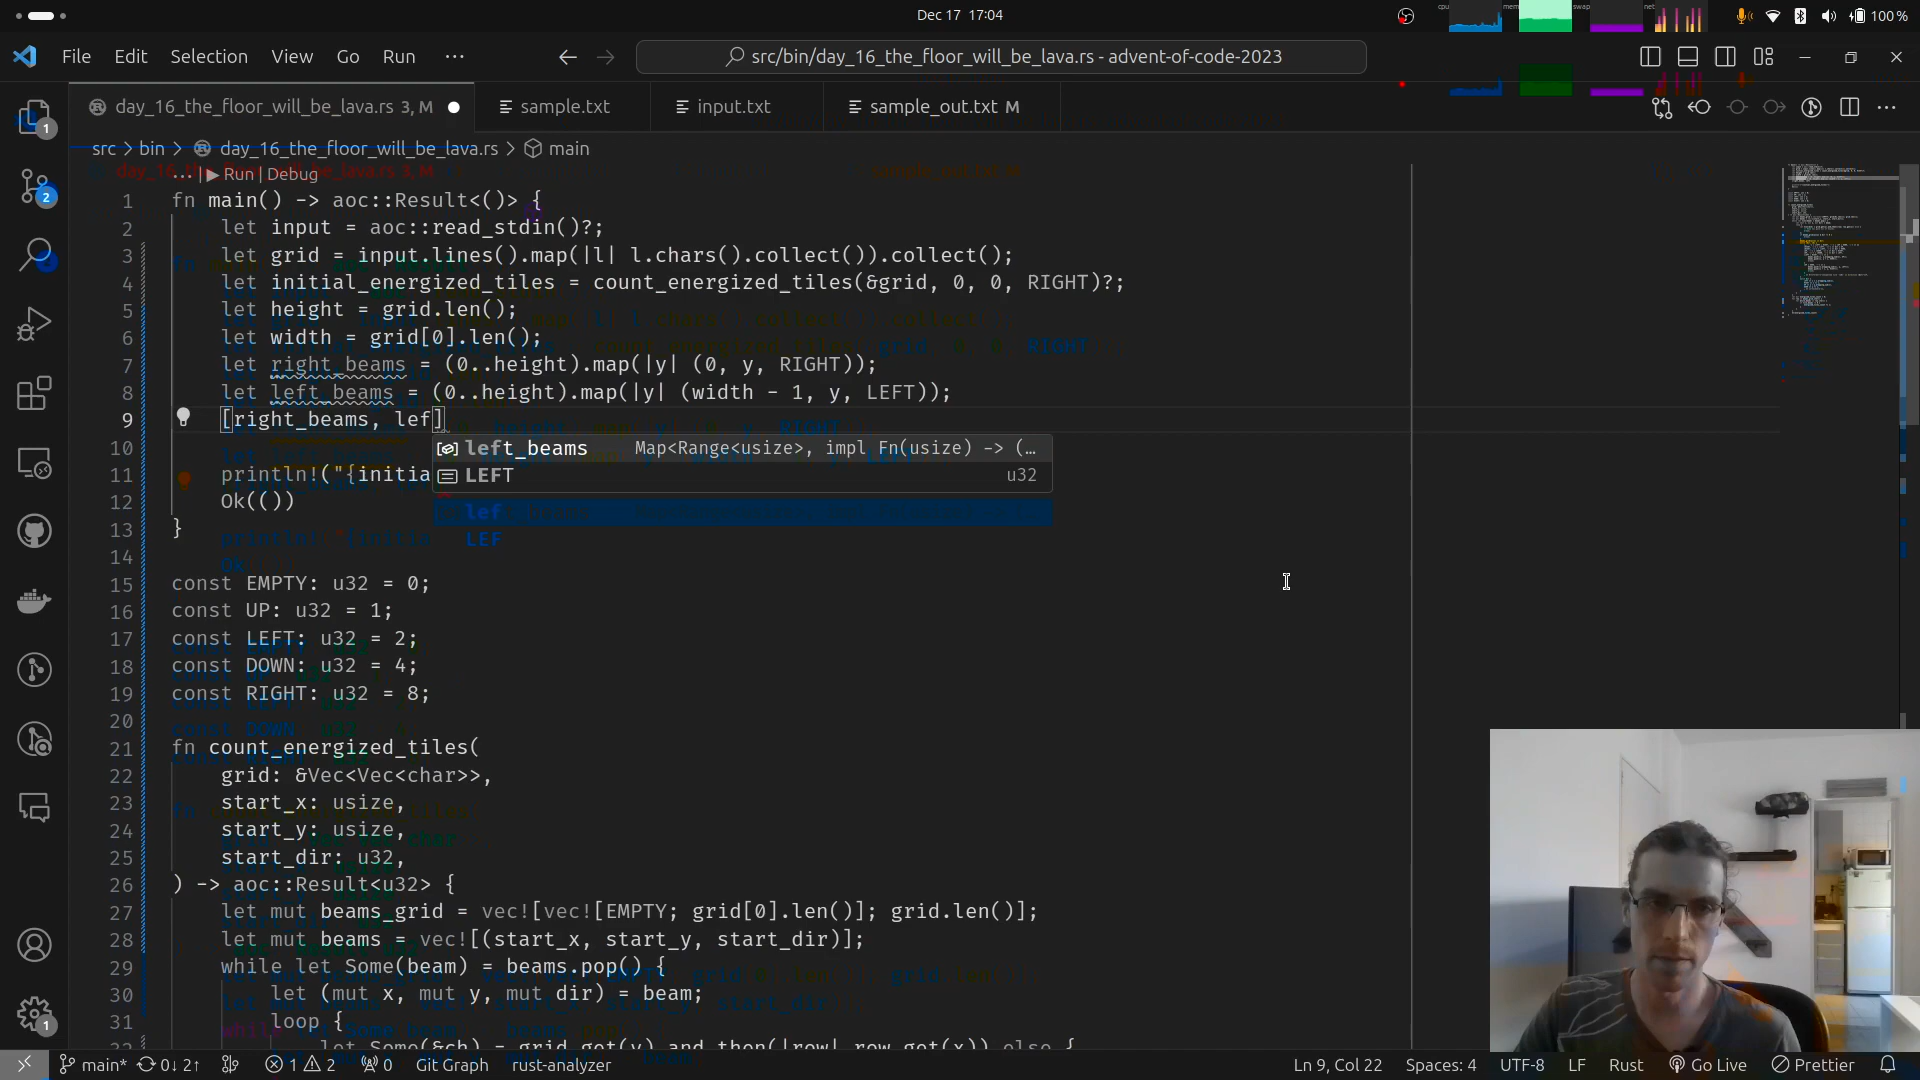 Dec 17 17:04
File Edit Selection View Go Run ···
src/bin/day_16_the_floor_will_be_lava.rs - advent-of-code-2023
day_16_the_floor_will_be_lava.rs 3, M
sample.txt
input.txt
sample_out.txt M
src > bin > day_16_the_floor_will_be_lava.rs > main
Run | Debug
1 fn main() -> aoc::Result<()> {
2 let input = aoc::read_stdin()?;
3 let grid = input.lines().map(|l| l.chars().collect()).collect();
4 let initial_energized_tiles = count_energized_tiles(&grid, 0, 0, RIGHT)?;
5 let height = grid.len();
6 let width = grid[0].len();
7 let right_beams = (0..height).map(|y| (0, y, RIGHT));
8 let left_beams = (0..height).map(|y| (width - 1, y, LEFT));
9 [right_beams, lef]
left_beams Map<Range<usize>, impl Fn(usize) -> (…
10
LEFT u32
11 println!("{initia
12 Ok(())
13 }
14
15 const EMPTY: u32 = 0;
16 const UP: u32 = 1;
17 const LEFT: u32 = 2;
18 const DOWN: u32 = 4;
19 const RIGHT: u32 = 8;
20
21 fn count_energized_tiles(
22 grid: &Vec<Vec<char>>,
23 start_x: usize,
24 start_y: usize,
25 start_dir: u32,
26 ) -> aoc::Result<u32> {
27 let mut beams_grid = vec![vec![EMPTY; grid[0].len()]; grid.len()];
28 let mut beams = vec![(start_x, start_y, start_dir)];
29 while let Some(beam) = beams.pop() {
30 let (mut x, mut y, mut dir) = beam;
31 loop {
let Some(&ch) = grid.get(y).and_then(|row| row.get(x)) else {
main* 0↓ 2↑ 1 2 0 Git Graph rust-analyzer Ln 9, Col 22 Spaces: 4 UTF-8 LF Rust Go Live Prettier
100 %